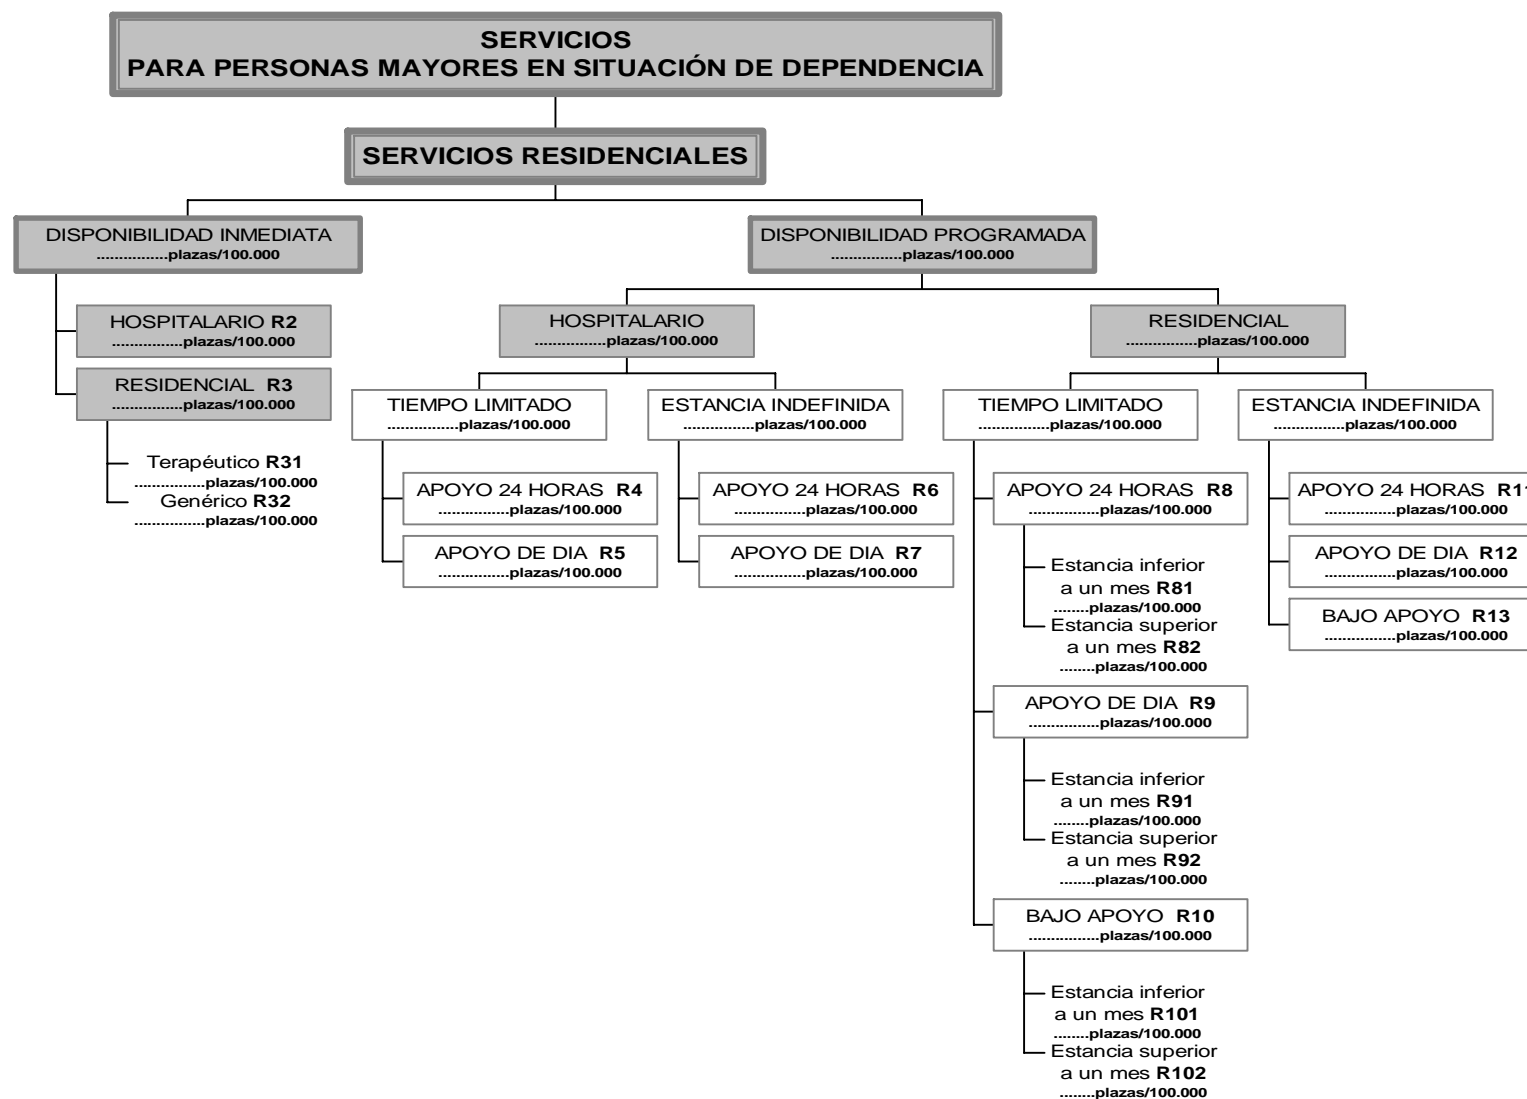 SERVICIOS
PARA PERSONAS MAYORES EN SITUACIÓN DE DEPENDENCIA
SERVICIOS RESIDENCIALES
DISPONIBILIDAD INMEDIATA
................plazas/100.000
DISPONIBILIDAD PROGRAMADA
................plazas/100.000
HOSPITALARIO R2
................plazas/100.000
RESIDENCIAL R3
................plazas/100.000
Terapéutico R31
................plazas/100.000
Genérico R32
................plazas/100.000
HOSPITALARIO
................plazas/100.000
TIEMPO LIMITADO
................plazas/100.000
APOYO 24 HORAS R4
................plazas/100.000
APOYO DE DIA R5
................plazas/100.000
ESTANCIA INDEFINIDA
................plazas/100.000
APOYO 24 HORAS R6
................plazas/100.000
APOYO DE DIA R7
................plazas/100.000
RESIDENCIAL
................plazas/100.000
TIEMPO LIMITADO
................plazas/100.000
APOYO 24 HORAS R8
................plazas/100.000
Estancia inferior
a un mes R81
........plazas/100.000
Estancia superior
a un mes R82
........plazas/100.000
APOYO DE DIA R9
................plazas/100.000
Estancia inferior
a un mes R91
........plazas/100.000
Estancia superior
a un mes R92
........plazas/100.000
BAJO APOYO R10
................plazas/100.000
Estancia inferior
a un mes R101
........plazas/100.000
Estancia superior
a un mes R102
........plazas/100.000
ESTANCIA INDEFINIDA
................plazas/100.000
APOYO 24 HORAS R11
................plazas/100.000
APOYO DE DIA R12
................plazas/100.000
BAJO APOYO R13
................plazas/100.000